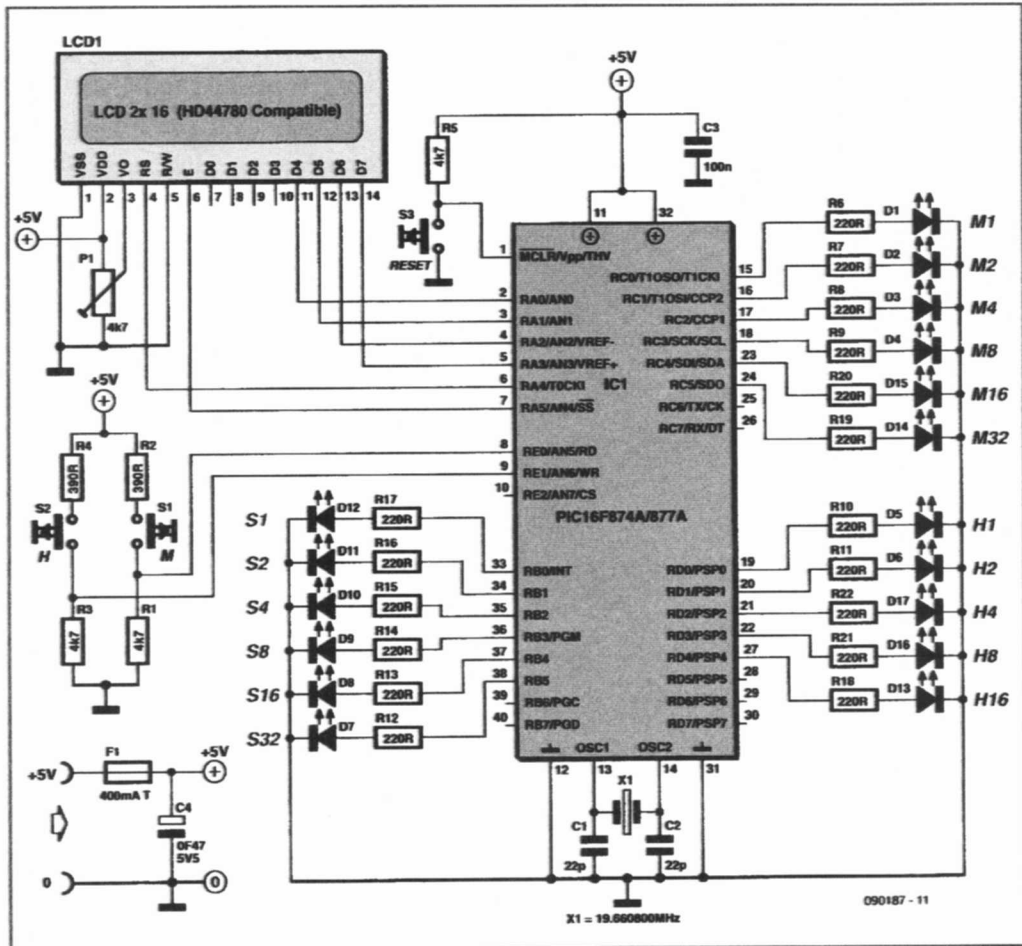 LCD1
LCD 2x 16 (HD44780 Compatible)
VSS VDD VO RS R/W E D0 D1 D2 D3 D4 D5 D6 D7
1 2 3 4 5 6 7 8 9 10 11 12 13 14
+5V
P1
4k7
+5V
R5
4k7
C3
100n
S3
RESET
11 32
1 MCLR/Vpp/THV
2 RA0/AN0
3 RA1/AN1
4 RA2/AN2/VREF-
5 RA3/AN3/VREF+
6 RA4/T0CKI
7 RA5/AN4/SS
8 RE0/AN5/RD
9 RE1/AN6/WR
10 RE2/AN7/CS
IC1
PIC16F874A/877A
RC0/T1OSO/T1CKI 15
RC1/T1OSI/CCP2 16
RC2/CCP1 17
RC3/SCK/SCL 18
RC4/SDI/SDA 23
RC5/SDO 24
RC6/TX/CK 25
RC7/RX/DT 26
R6 220R D1 M1
R7 220R D2 M2
R8 220R D3 M4
R9 220R D4 M8
R20 220R D15 M16
R19 220R D14 M32
+5V
R4 390R
R2 390R
S2 H
S1 M
R3 4k7
R1 4k7
S1 D12 R17 220R 33 RB0/INT
S2 D11 R16 220R 34 RB1
S4 D10 R15 220R 35 RB2
S8 D9 R14 220R 36 RB3/PGM
S16 D8 R13 220R 37 RB4
S32 D7 R12 220R 38 RB5
39 RB6/PGC
40 RB7/PGD
RD0/PSP0 19 R10 220R D5 H1
RD1/PSP1 20 R11 220R D6 H2
RD2/PSP2 21 R22 220R D17 H4
RD3/PSP3 22 R21 220R D16 H8
RD4/PSP4 27 R18 220R D13 H16
RD5/PSP5 28
RD6/PSP6 29
RD7/PSP7 30
OSC1 OSC2
12 13 14 31
X1
C1 22p
C2 22p
X1 = 19.660800MHz
+5V F1 +5V
400mA T
C4
0F47
5V5
0 0
090187 - 11